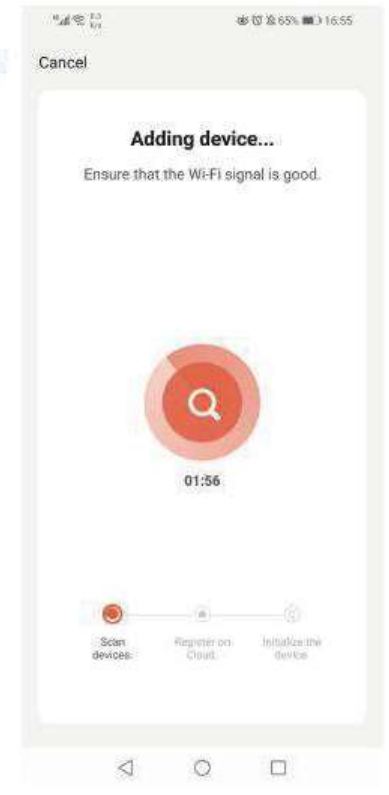 65% 16:55
Cancel
Adding device...
Ensure that the Wi-Fi signal is good.
01:56
Scan
devices.
Register on
Cloud.
Initialize the
device.